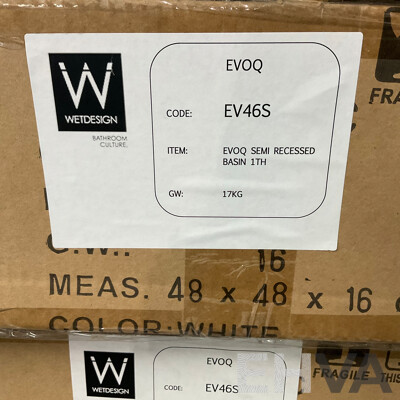 EVOQ
WETDESIGN
BATHROOM
CULTURE.
CODE: EV46S
ITEM: EVOQ SEMI RECESSED
BASIN 1TH
GW: 17KG
G.W.: 16
MEAS. 48 x 48 x 16
COLOR:WHITE
WETDESIGN
EVOQ
CODE: EV46S
FRAGILE THIS